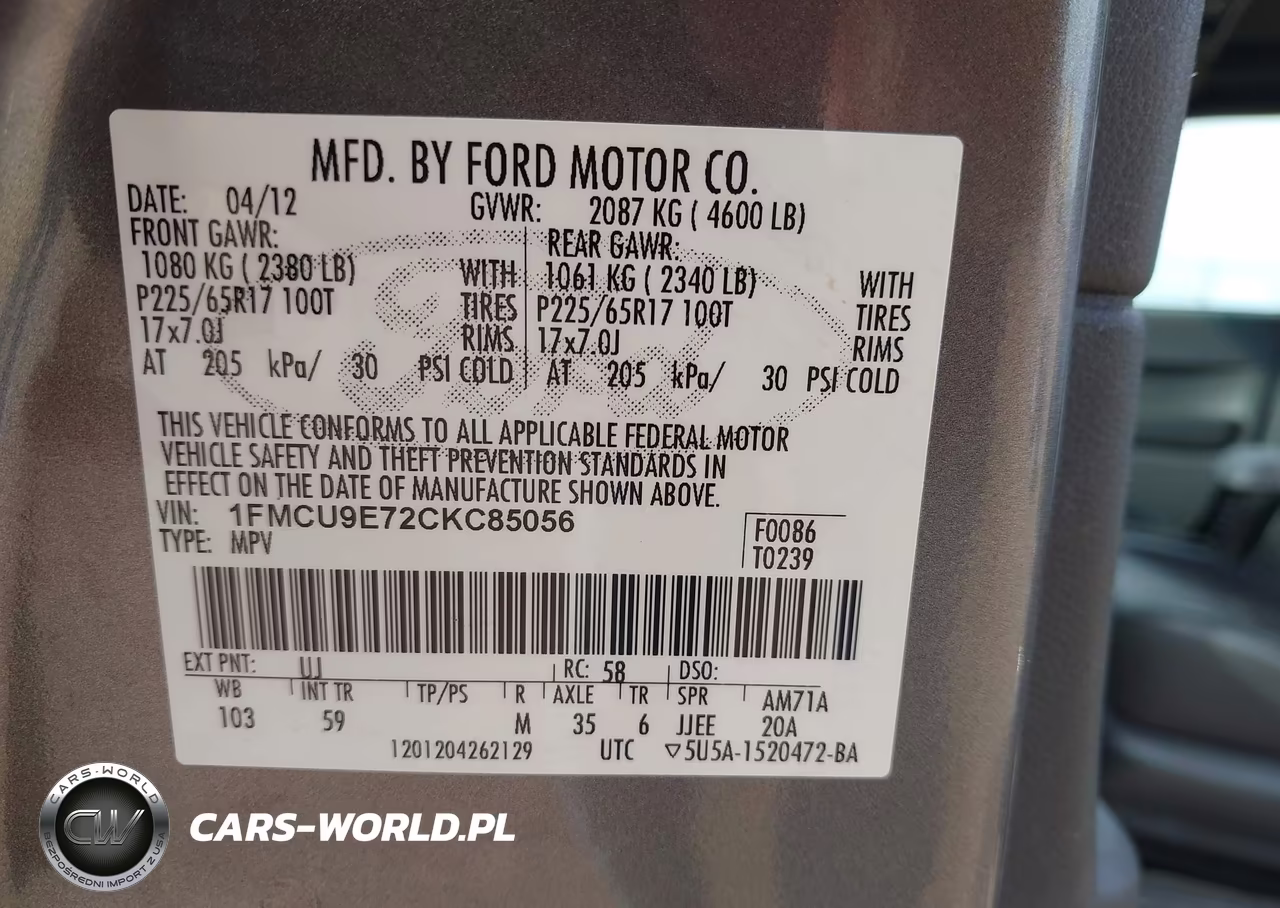 MFD. BY FORD MOTOR CO.
DATE: 04/12 GVWR: 2087 KG ( 4600 LB)
FRONT GAWR: REAR GAWR:
1080 KG ( 2380 LB) WITH 1061 KG ( 2340 LB) WITH
P225/65R17 100T TIRES P225/65R17 100T TIRES
17x7.0J RIMS 17x7.0J RIMS
AT 205 kPa/ 30 PSI COLD AT 205 kPa/ 30 PSI COLD
THIS VEHICLE CONFORMS TO ALL APPLICABLE FEDERAL MOTOR
VEHICLE SAFETY AND THEFT PREVENTION STANDARDS IN
EFFECT ON THE DATE OF MANUFACTURE SHOWN ABOVE.
VIN: 1FMCU9E72CKC85056
TYPE: MPV
F0086
T0239
EXT PNT: UJ RC: 58 DSO:
WB INT TR TP/PS R AXLE TR SPR AM71A
103 59 M 35 6 JJEE 20A
1201204262129 UTC ▽5U5A-1520472-BA
Ford
CARS-WORLD
CW
BEZPOŚREDNI IMPORT Z USA
CARS-WORLD.PL